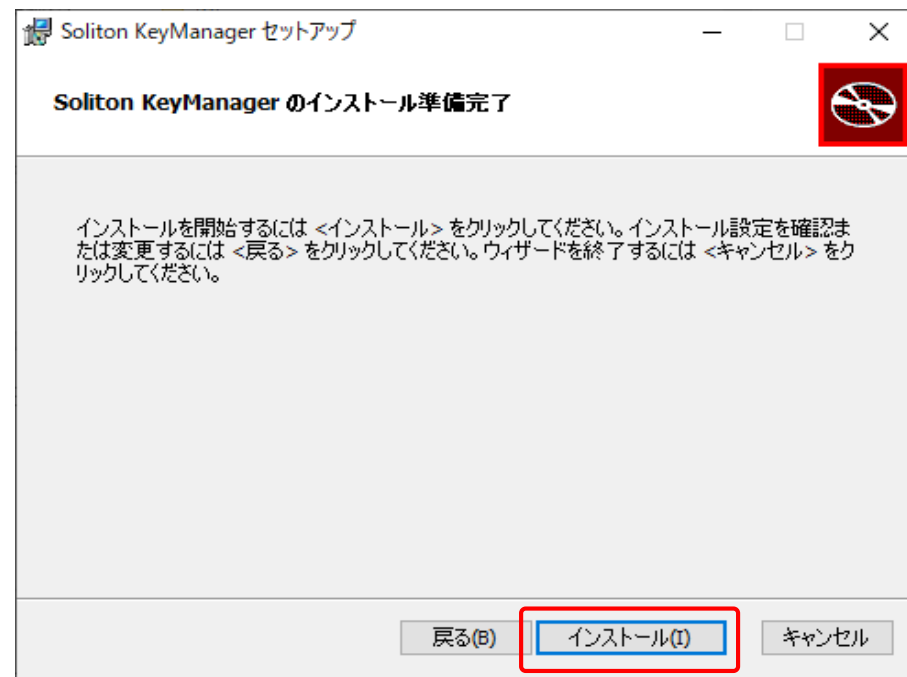 Soliton KeyManager セットアップ
Soliton KeyManager のインストール準備完了
インストールを開始するには <インストール> をクリックしてください。インストール設定を確認ま
たは変更するには <戻る> をクリックしてください。ウィザードを終了するには <キャンセル> をク
リックしてください。
戻る(B) インストール(I) キャンセル